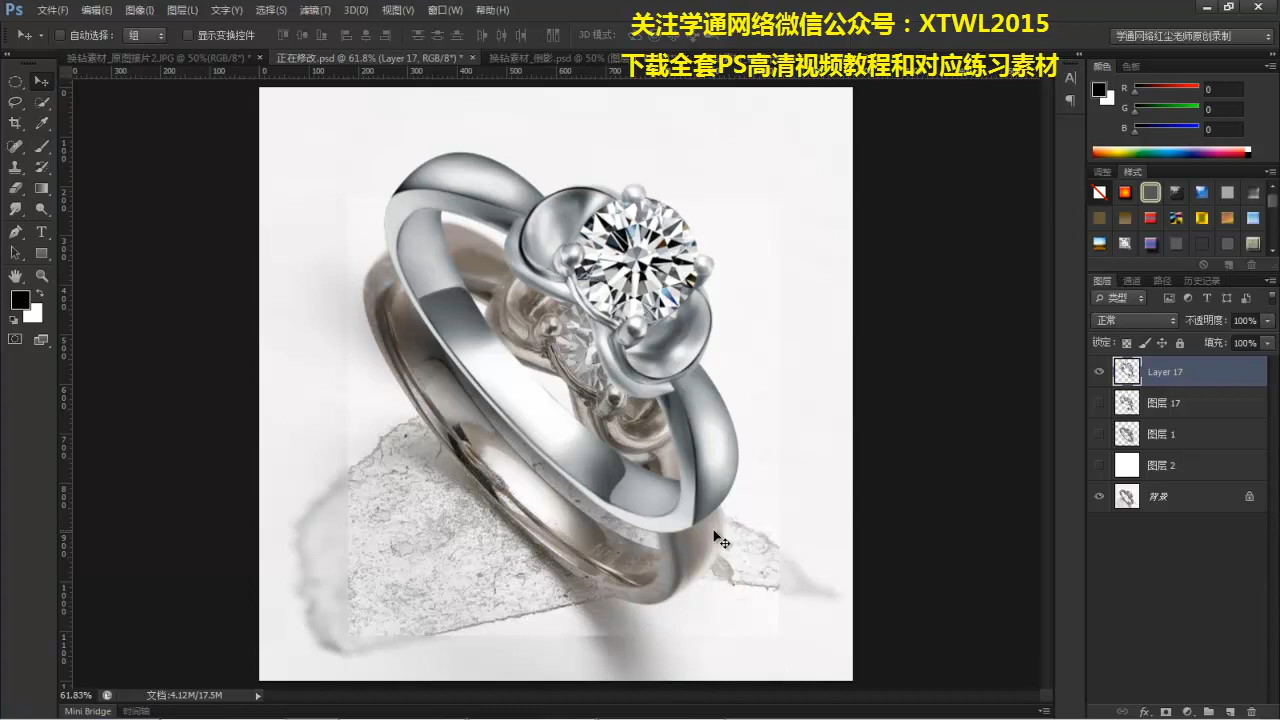 Ps 文件(F) 编辑(E) 图像(I) 图层(L) 文字(Y) 选择(S) 滤镜(T) 3D(D) 视图(V) 窗口(W) 帮助(H)
关注学通网络微信公众号：XTWL2015
自动选择： 组 显示变换控件 3D 模式： 学通网络红尘老师原创录制
下载全套PS高清视频教程和对应练习素材
换钻素材_原图接片2.JPG @ 50%(RGB/8) * × 正在修改.psd @ 61.8% (Layer 17, RGB/8*) * × 换钻素材_倒影.psd @ 50%
颜色 色板
R 0
G 0
B 0
调整 样式
图层 通道 路径 历史记录
类型
正常 不透明度： 100%
锁定： 填充： 100%
Layer 17
图层 17
图层 1
图层 2
背景
61.83% 文档:4.12M/17.5M
Mini Bridge 时间轴